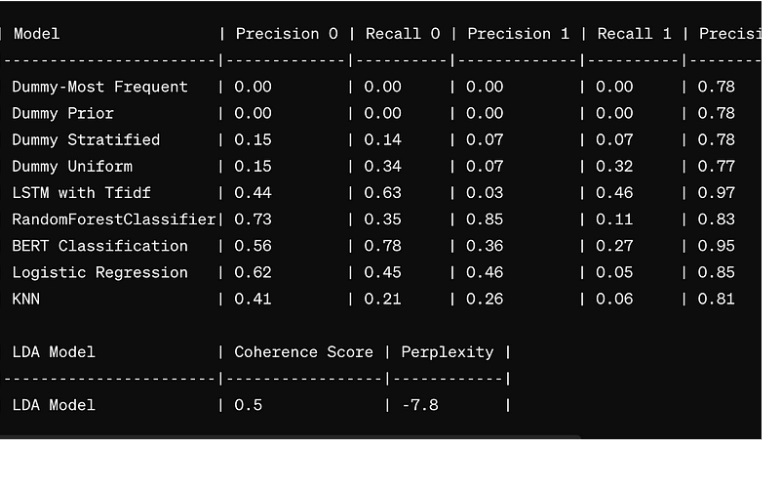 | Model | Precision 0 | Recall 0 | Precision 1 | Recall 1 | Precisi
-----------------------|-------------|----------|-------------|----------|--------
Dummy-Most Frequent | 0.00 | 0.00 | 0.00 | 0.00 | 0.78
Dummy Prior | 0.00 | 0.00 | 0.00 | 0.00 | 0.78
Dummy Stratified | 0.15 | 0.14 | 0.07 | 0.07 | 0.78
Dummy Uniform | 0.15 | 0.34 | 0.07 | 0.32 | 0.77
LSTM with Tfidf | 0.44 | 0.63 | 0.03 | 0.46 | 0.97
RandomForestClassifier| 0.73 | 0.35 | 0.85 | 0.11 | 0.83
BERT Classification | 0.56 | 0.78 | 0.36 | 0.27 | 0.95
Logistic Regression | 0.62 | 0.45 | 0.46 | 0.05 | 0.85
KNN | 0.41 | 0.21 | 0.26 | 0.06 | 0.81
LDA Model | Coherence Score | Perplexity |
-----------------------|-----------------|------------|
LDA Model | 0.5 | -7.8 |